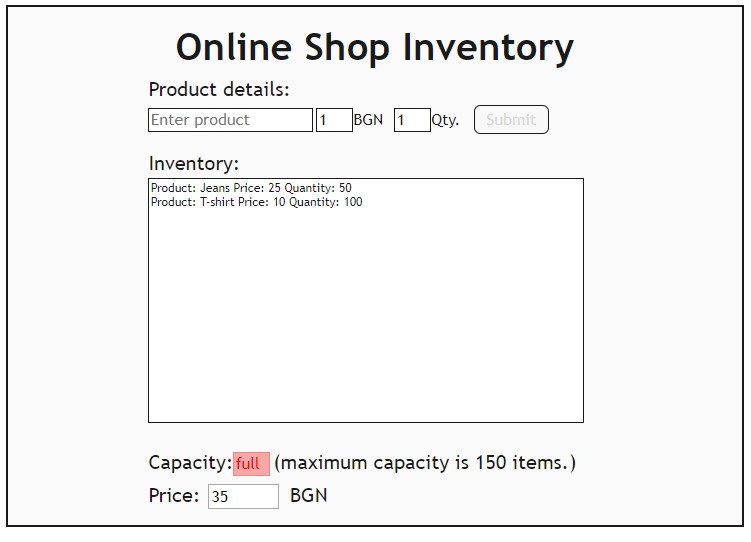 Online Shop Inventory
Product details:
Enter product 1 BGN 1 Qty. Submit
Inventory:
Product: Jeans Price: 25 Quantity: 50
Product: T-shirt Price: 10 Quantity: 100
Capacity: full (maximum capacity is 150 items.)
Price: 35 BGN